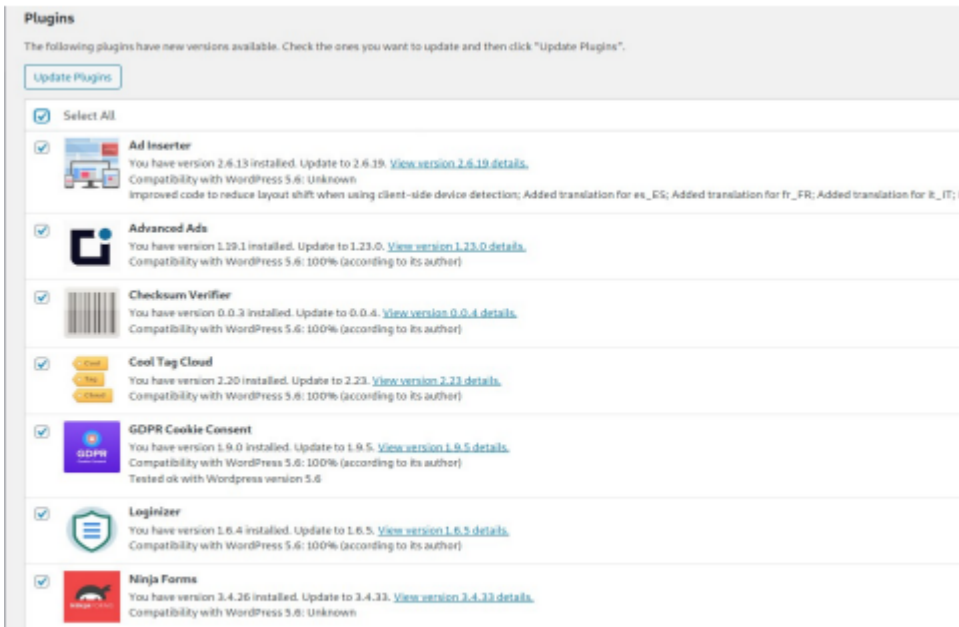 Plugins
The following plugins have new versions available. Check the ones you want to update and then click "Update Plugins".
Update Plugins
Select All
Ad Inserter
You have version 2.6.13 installed. Update to 2.6.19. View version 2.6.19 details.
Compatibility with WordPress 5.6: Unknown
Improved code to reduce layout shift when using client-side device detection; Added translation for es_ES; Added translation for fr_FR; Added translation for it_IT;
Advanced Ads
You have version 1.19.1 installed. Update to 1.23.0. View version 1.23.0 details.
Compatibility with WordPress 5.6: 100% (according to its author)
Checksum Verifier
You have version 0.0.3 installed. Update to 0.0.4. View version 0.0.4 details.
Compatibility with WordPress 5.6: 100% (according to its author)
Cool
Tag
Cloud
Cool Tag Cloud
You have version 2.20 installed. Update to 2.23. View version 2.23 details.
Compatibility with WordPress 5.6: 100% (according to its author)
GDPR
GDPR Cookie Consent
You have version 1.9.0 installed. Update to 1.9.5. View version 1.9.5 details.
Compatibility with WordPress 5.6: 100% (according to its author)
Tested ok with Wordpress version 5.6
Loginizer
You have version 1.6.4 installed. Update to 1.6.5. View version 1.6.5 details.
Compatibility with WordPress 5.6: 100% (according to its author)
NINJA FORMS
Ninja Forms
You have version 3.4.26 installed. Update to 3.4.33. View version 3.4.33 details.
Compatibility with WordPress 5.6: Unknown